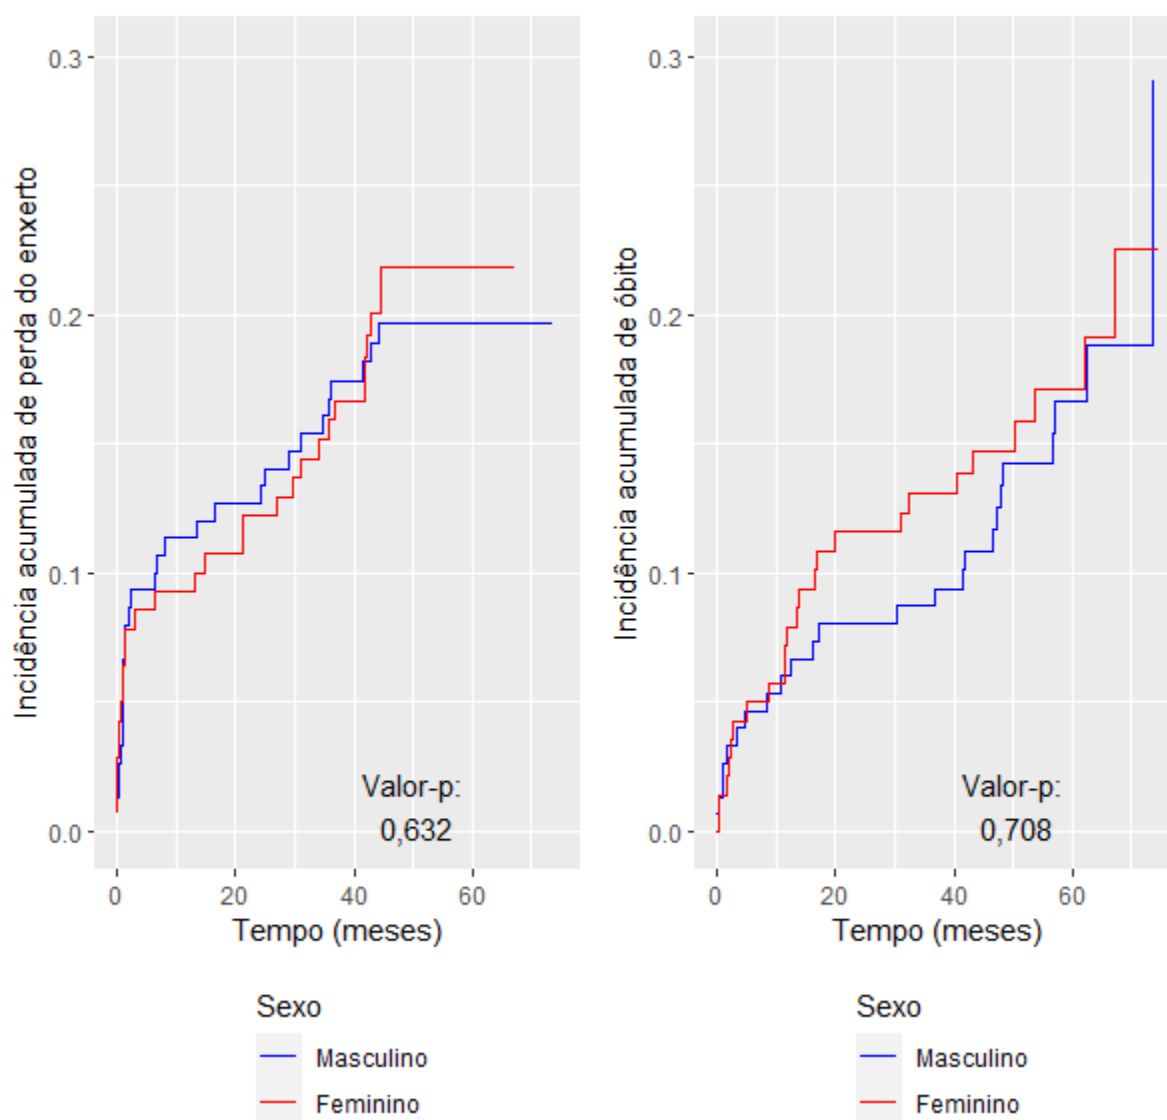 Incidência acumulada de perda do enxerto
0.3
0.2
0.1
0.0
Valor-p:
0,632
0
20
40
60
Tempo (meses)
Sexo
Masculino
Feminino
Incidência acumulada de óbito
0.3
0.2
0.1
0.0
Valor-p:
0,708
0
20
40
60
Tempo (meses)
Sexo
Masculino
Feminino